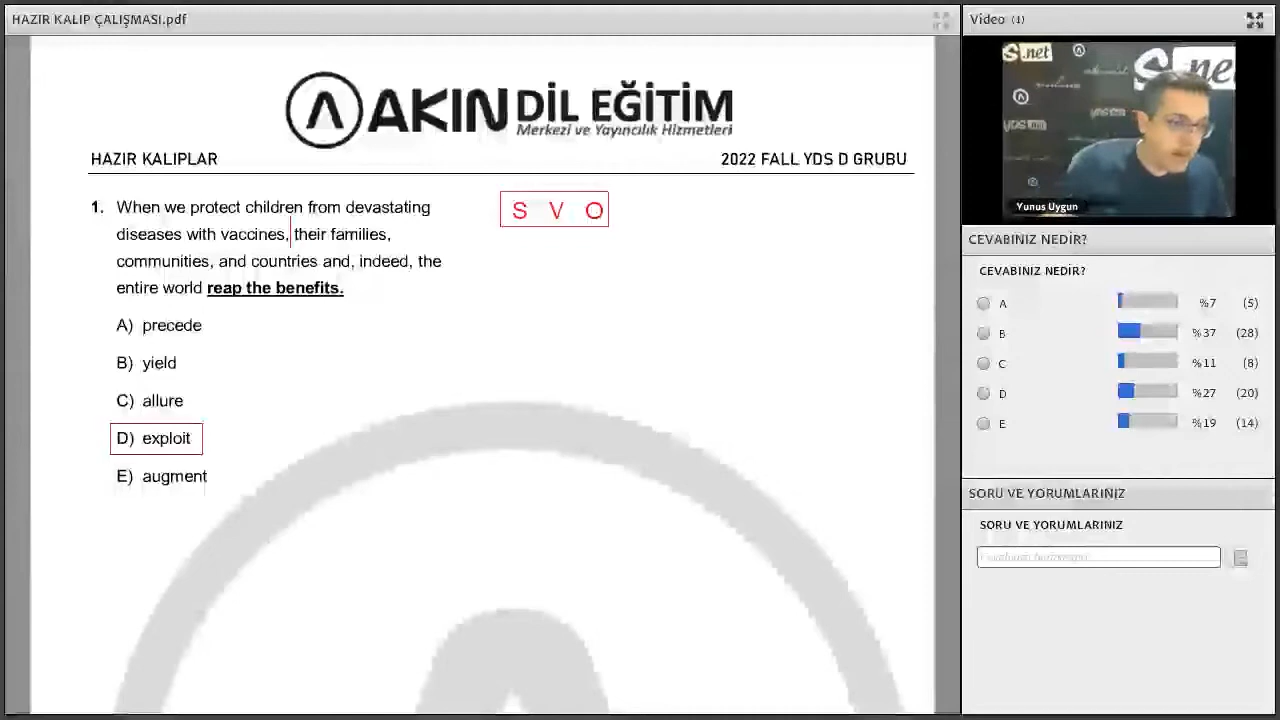 HAZIR KALIP ÇALIŞMASI.pdf
Video (1)
S.net
Yunus Uygun
AKIN DİL EĞİTİM
Merkezi ve Yayıncılık Hizmetleri
HAZIR KALIPLAR
2022 FALL YDS D GRUBU
1. When we protect children from devastating
diseases with vaccines, their families,
communities, and countries and, indeed, the
entire world reap the benefits.
S V O
A) precede
B) yield
C) allure
D) exploit
E) augment
CEVABINIZ NEDİR?
CEVABINIZ NEDİR?
A %7 (5)
B %37 (28)
C %11 (8)
D %27 (20)
E %19 (14)
SORU VE YORUMLARINIZ
SORU VE YORUMLARINIZ